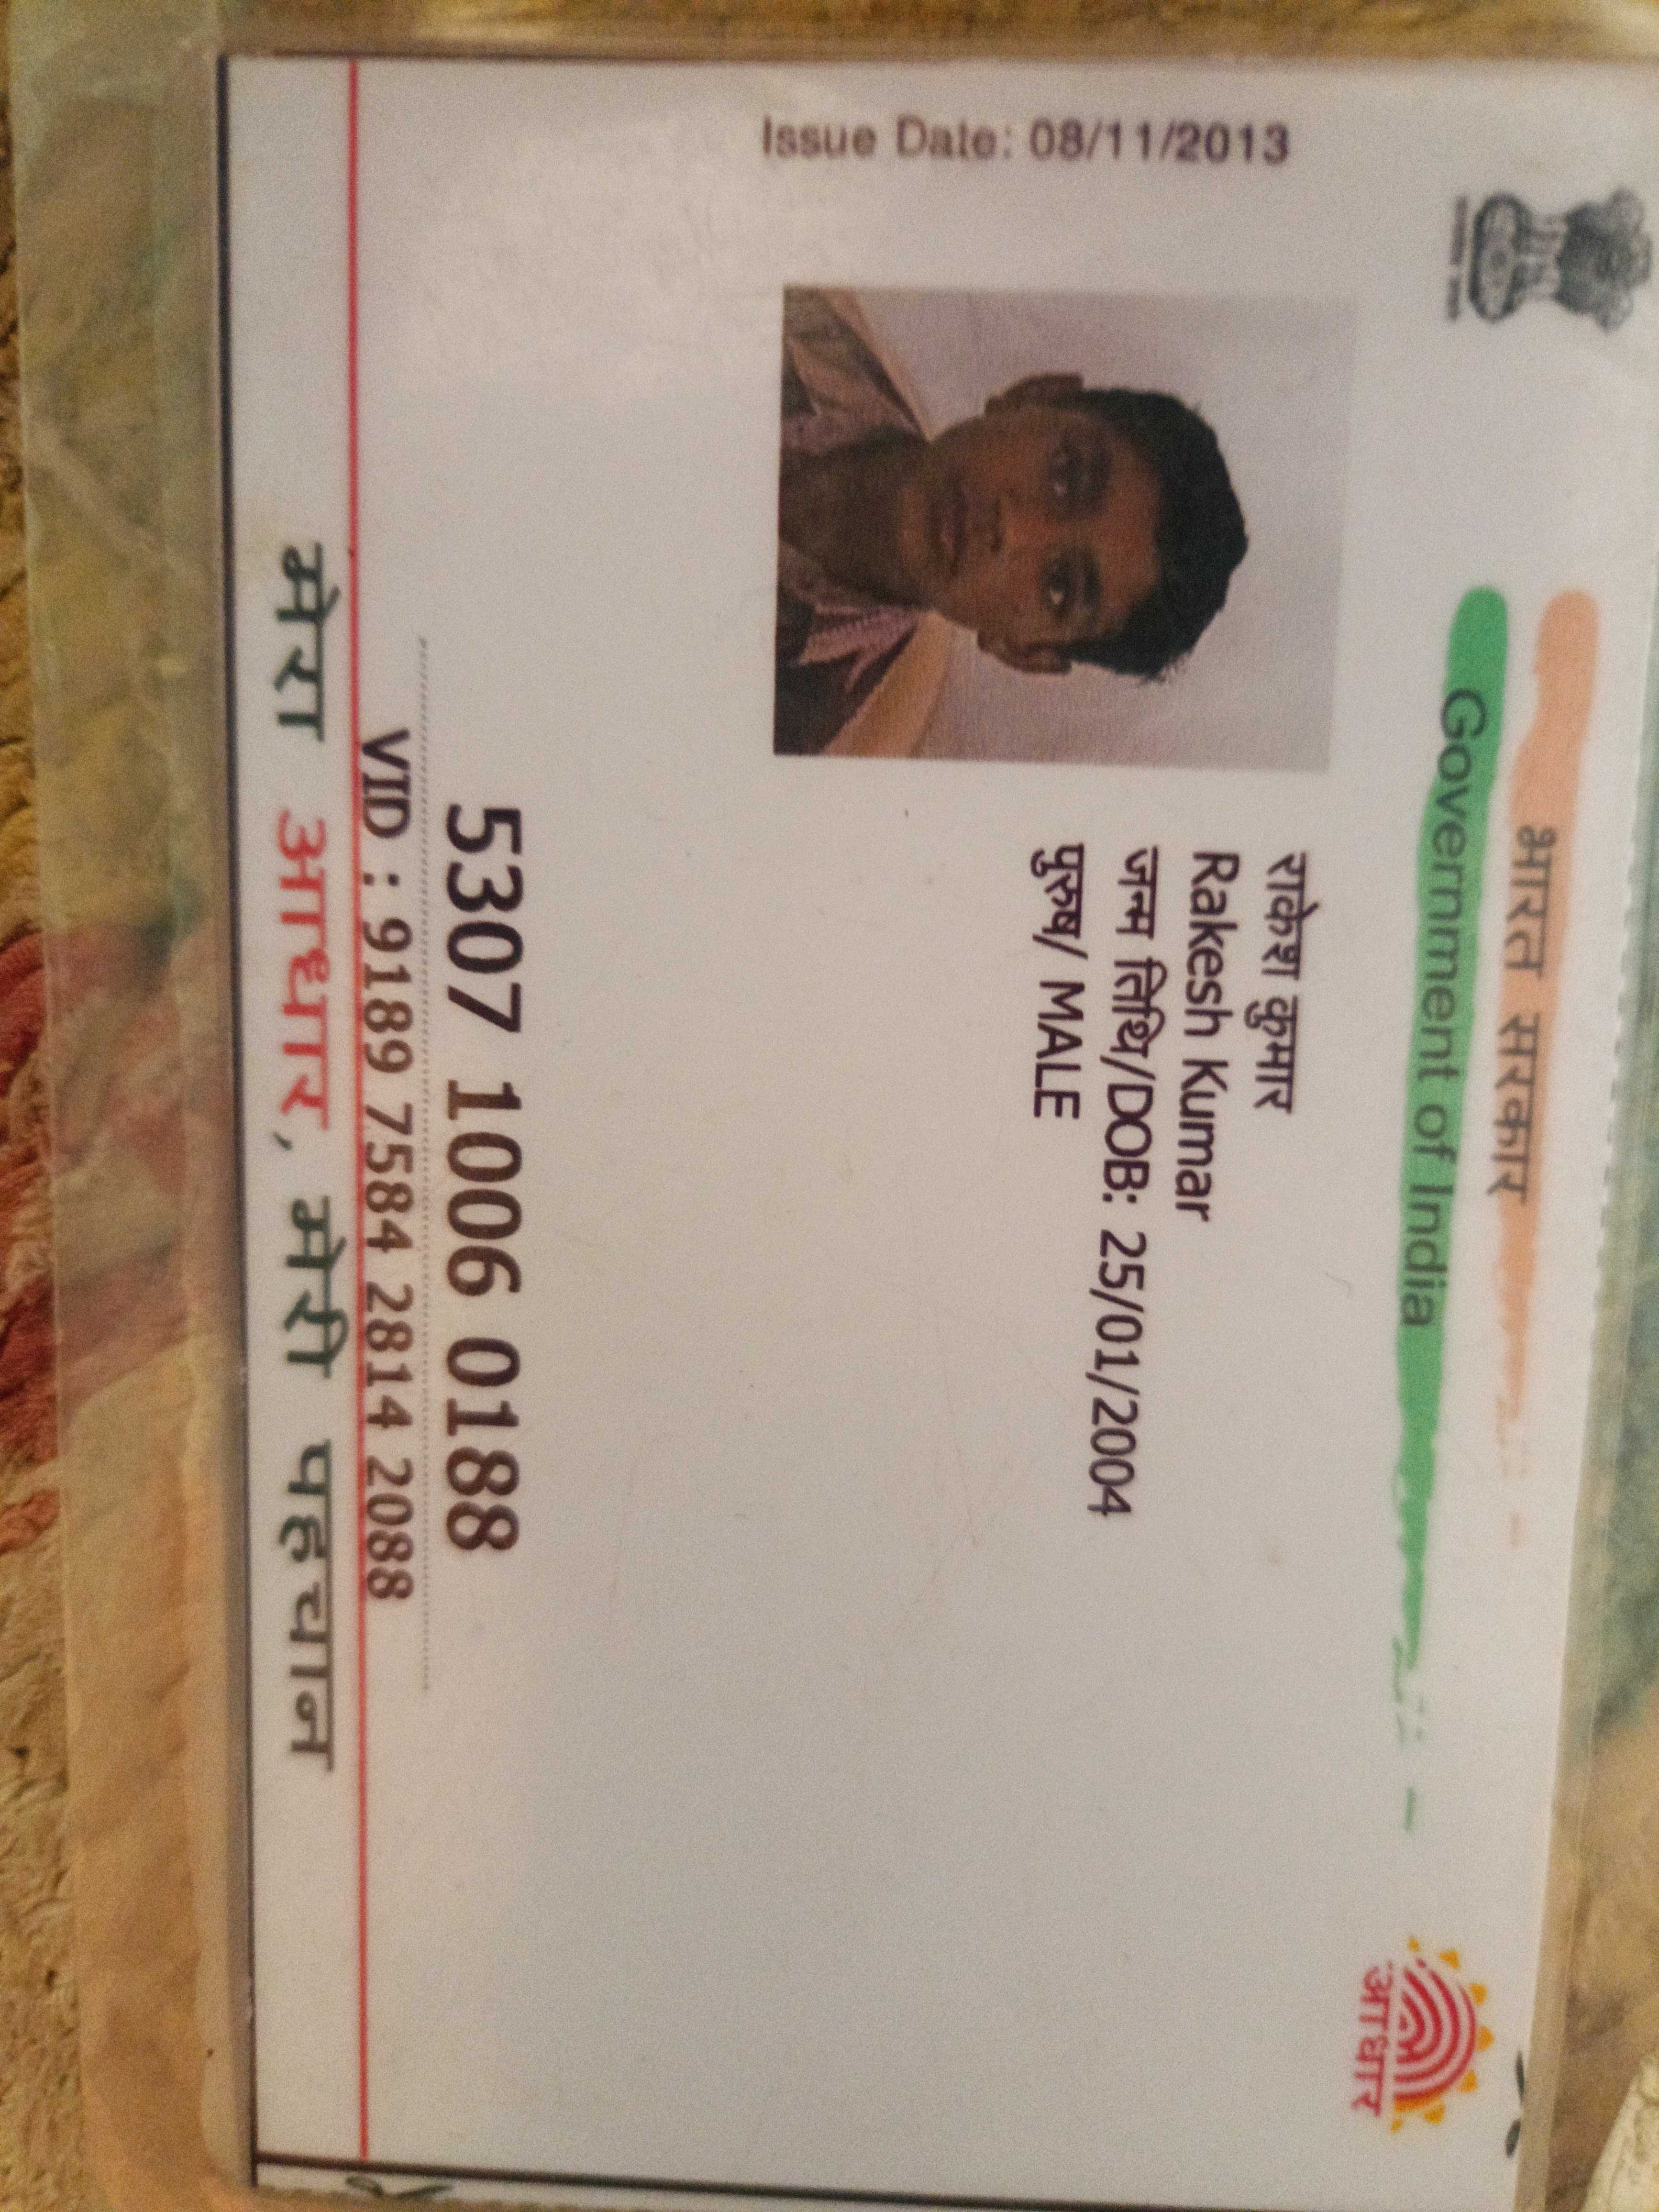 भारत सरकार
Government of India
Issue Date: 08/11/2013
राकेश कुमार
Rakesh Kumar
जन्म तिथि/DOB: 25/01/2004
पुरुष/ MALE
5307 1006 0188
VID : 9189 7584 2814 2088
मेरा आधार, मेरी पहचान
आधार